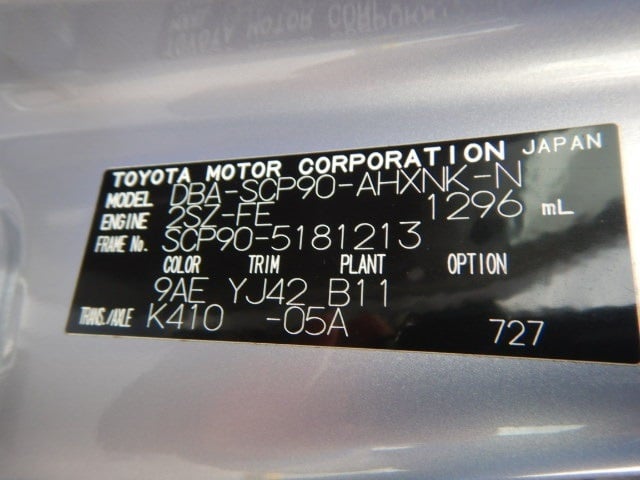 TOYOTA MOTOR CORPORATION JAPAN
MODEL DBA-SCP90-AHXNK-N
ENGINE 2SZ-FE 1296 mL
FRAME No. SCP90-5181213
COLOR TRIM PLANT OPTION
9AE YJ42 B11
TRANS./AXLE K410 -05A 727